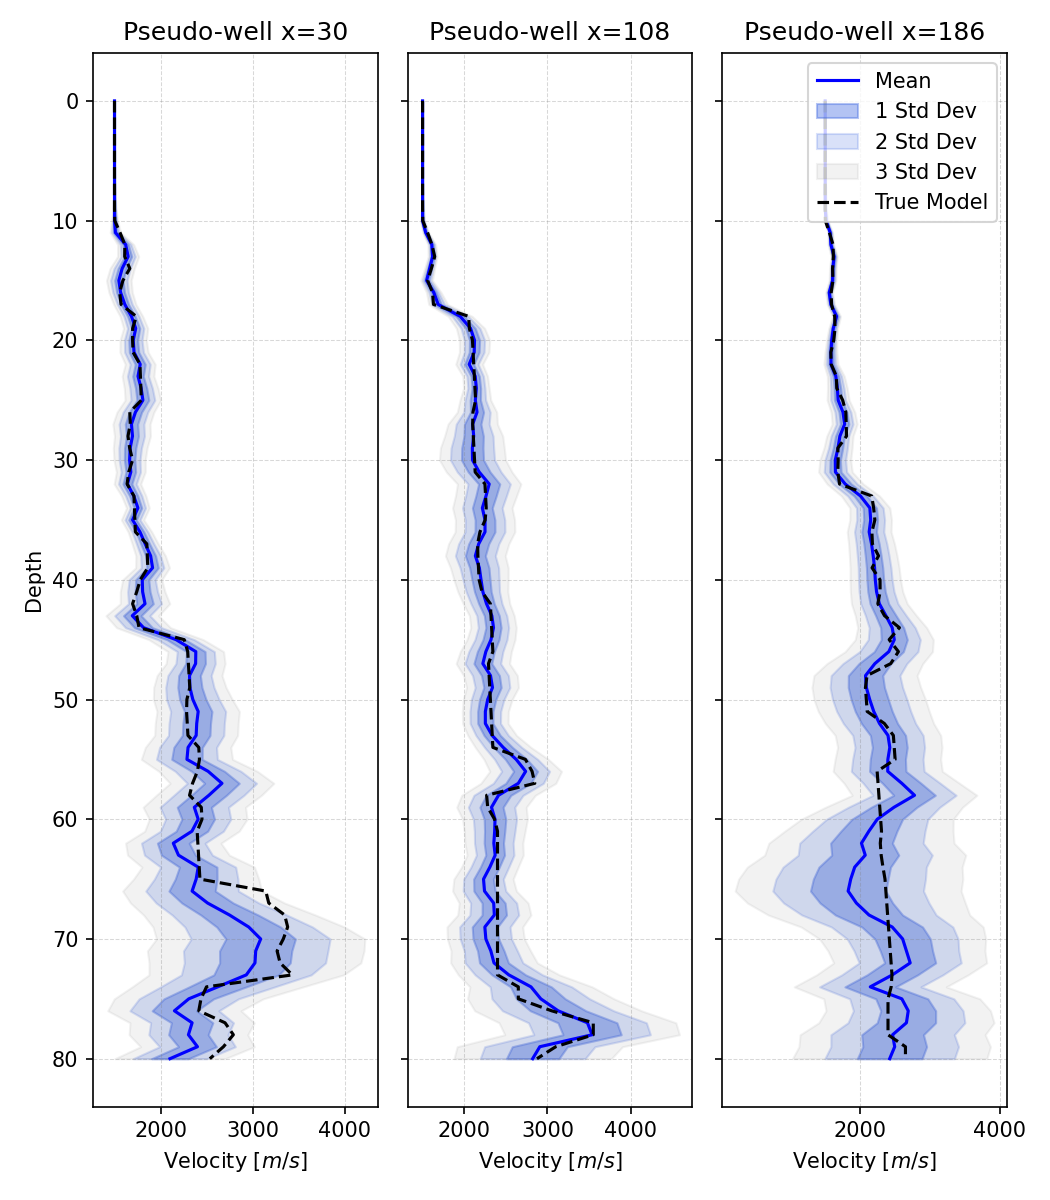 Pseudo-well x=30 Pseudo-well x=108 Pseudo-well x=186
Mean
1 Std Dev
2 Std Dev
3 Std Dev
True Model
0
10
20
30
40
50
60
70
80
Depth
2000 3000 4000 2000 3000 4000 2000 4000
Velocity [m/s] Velocity [m/s] Velocity [m/s]